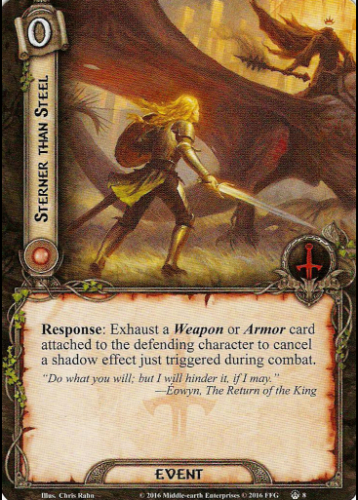 0
STERNER THAN STEEL
Response: Exhaust a Weapon or Armor card
attached to the defending character to cancel
a shadow effect just triggered during combat.
"Do what you will; but I will hinder it, if I may."
—Eowyn, The Return of the King
EVENT
Illus. Chris Rahn © 2016 Middle-earth Enterprises © 2016 FFG 8